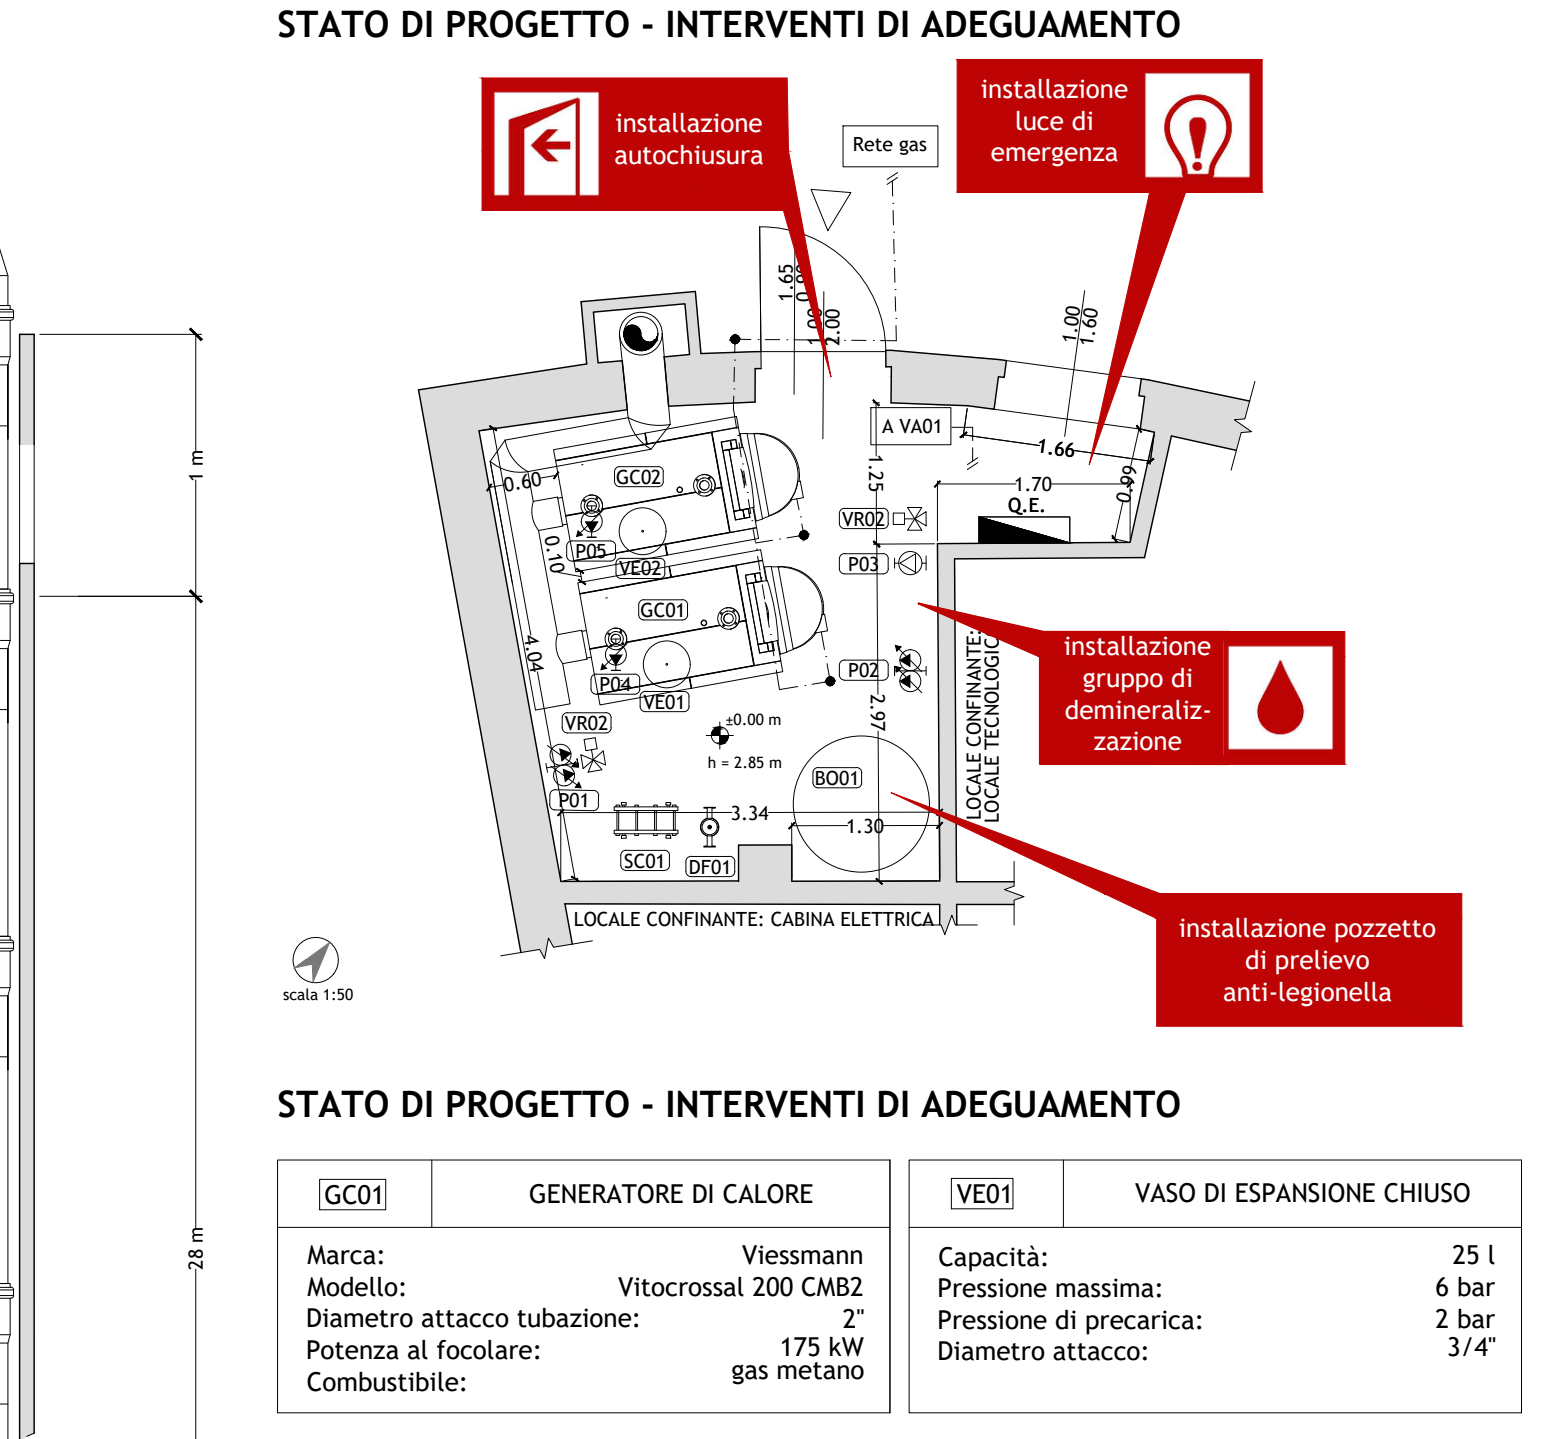 STATO DI PROGETTO - INTERVENTI DI ADEGUAMENTO
installazione
autochiusura
installazione
luce di
emergenza
Rete gas
1.65
1.00
2.00
1.00
1.60
A VA01
1.66
1.25
1.70
0.99
Q.E.
0.60
GC02
VR02
P05
VE02
0.10
P03
GC01
4.04
P04
VE01
P02
2.97
VR02
±0.00 m
h = 2.85 m
installazione
gruppo di
demineraliz-
zazione
LOCALE CONFINANTE:
LOCALE TECNOLOGIC
BO01
P01
3.34
1.30
SC01
DF01
LOCALE CONFINANTE: CABINA ELETTRICA
installazione pozzetto
di prelievo
anti-legionella
scala 1:50
1 m
28 m
STATO DI PROGETTO - INTERVENTI DI ADEGUAMENTO
GC01 GENERATORE DI CALORE
Marca: Viessmann
Modello: Vitocrossal 200 CMB2
Diametro attacco tubazione: 2"
Potenza al focolare: 175 kW
Combustibile: gas metano
VE01 VASO DI ESPANSIONE CHIUSO
Capacità: 25 l
Pressione massima: 6 bar
Pressione di precarica: 2 bar
Diametro attacco: 3/4"